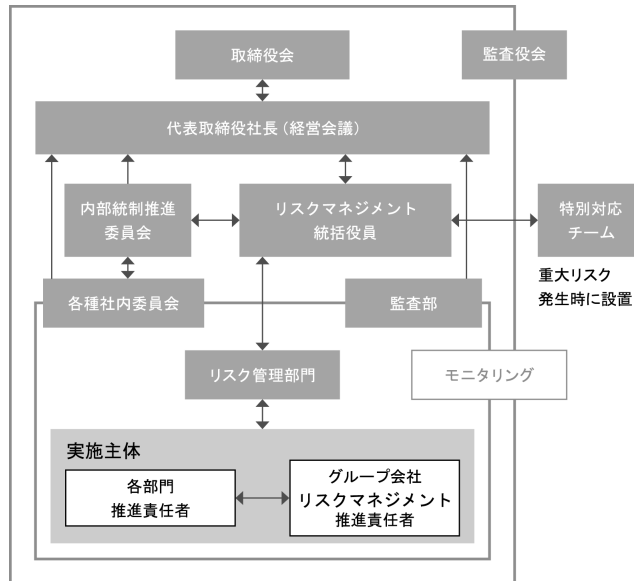 取締役会
監査役会
代表取締役社長（経営会議）
内部統制推進
委員会
リスクマネジメント
統括役員
特別対応
チーム
重大リスク
発生時に設置
各種社内委員会
監査部
リスク管理部門
モニタリング
実施主体
各部門
推進責任者
グループ会社
リスクマネジメント
推進責任者